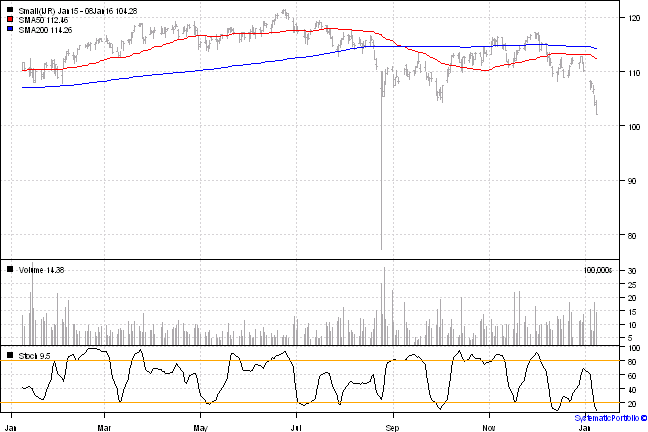 Small(IJR) Jan15 - 08Jan16 104.28
SMA50 112.46
SMA200 114.26
120
110
100
90
80
Volume 14.38
100,000s
30
25
20
15
10
5
Stoch 9.5
100
80
60
40
20
Jan
Mar
May
Jul
Sep
Nov
Jan
SystematicPortfolio ©